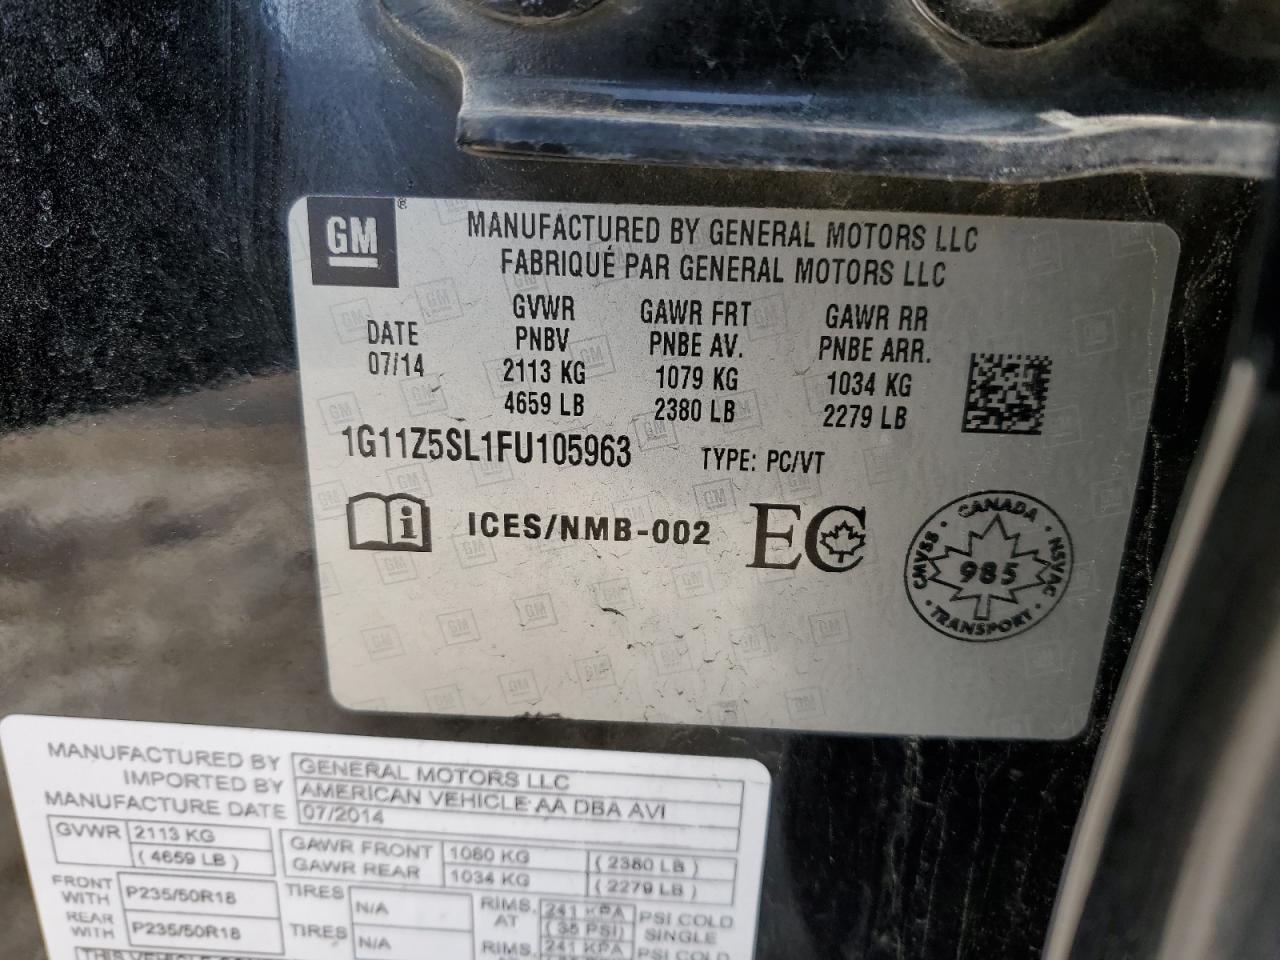 GM ®
MANUFACTURED BY GENERAL MOTORS LLC
FABRIQUÉ PAR GENERAL MOTORS LLC
DATE
07/14
GVWR
PNBV
2113 KG
4659 LB
GAWR FRT
PNBE AV.
1079 KG
2380 LB
GAWR RR
PNBE ARR.
1034 KG
2279 LB
1G11Z5SL1FU105963 TYPE: PC/VT
i ICES/NMB-002 EC
CANADA
CMVSS 985 NSVAC
TRANSPORT
MANUFACTURED BY GENERAL MOTORS LLC
IMPORTED BY AMERICAN VEHICLE AA DBA AVI
MANUFACTURE DATE 07/2014
GVWR 2113 KG
( 4659 LB )
GAWR FRONT 1080 KG ( 2380 LB )
GAWR REAR 1034 KG ( 2279 LB )
FRONT WITH P235/50R18 TIRES N/A RIMS, AT 241 KPA ( 35 PSI) PSI COLD SINGLE
REAR WITH P235/50R18 TIRES N/A RIMS, 241 KPA PSI COLD
THIS VEHICLE